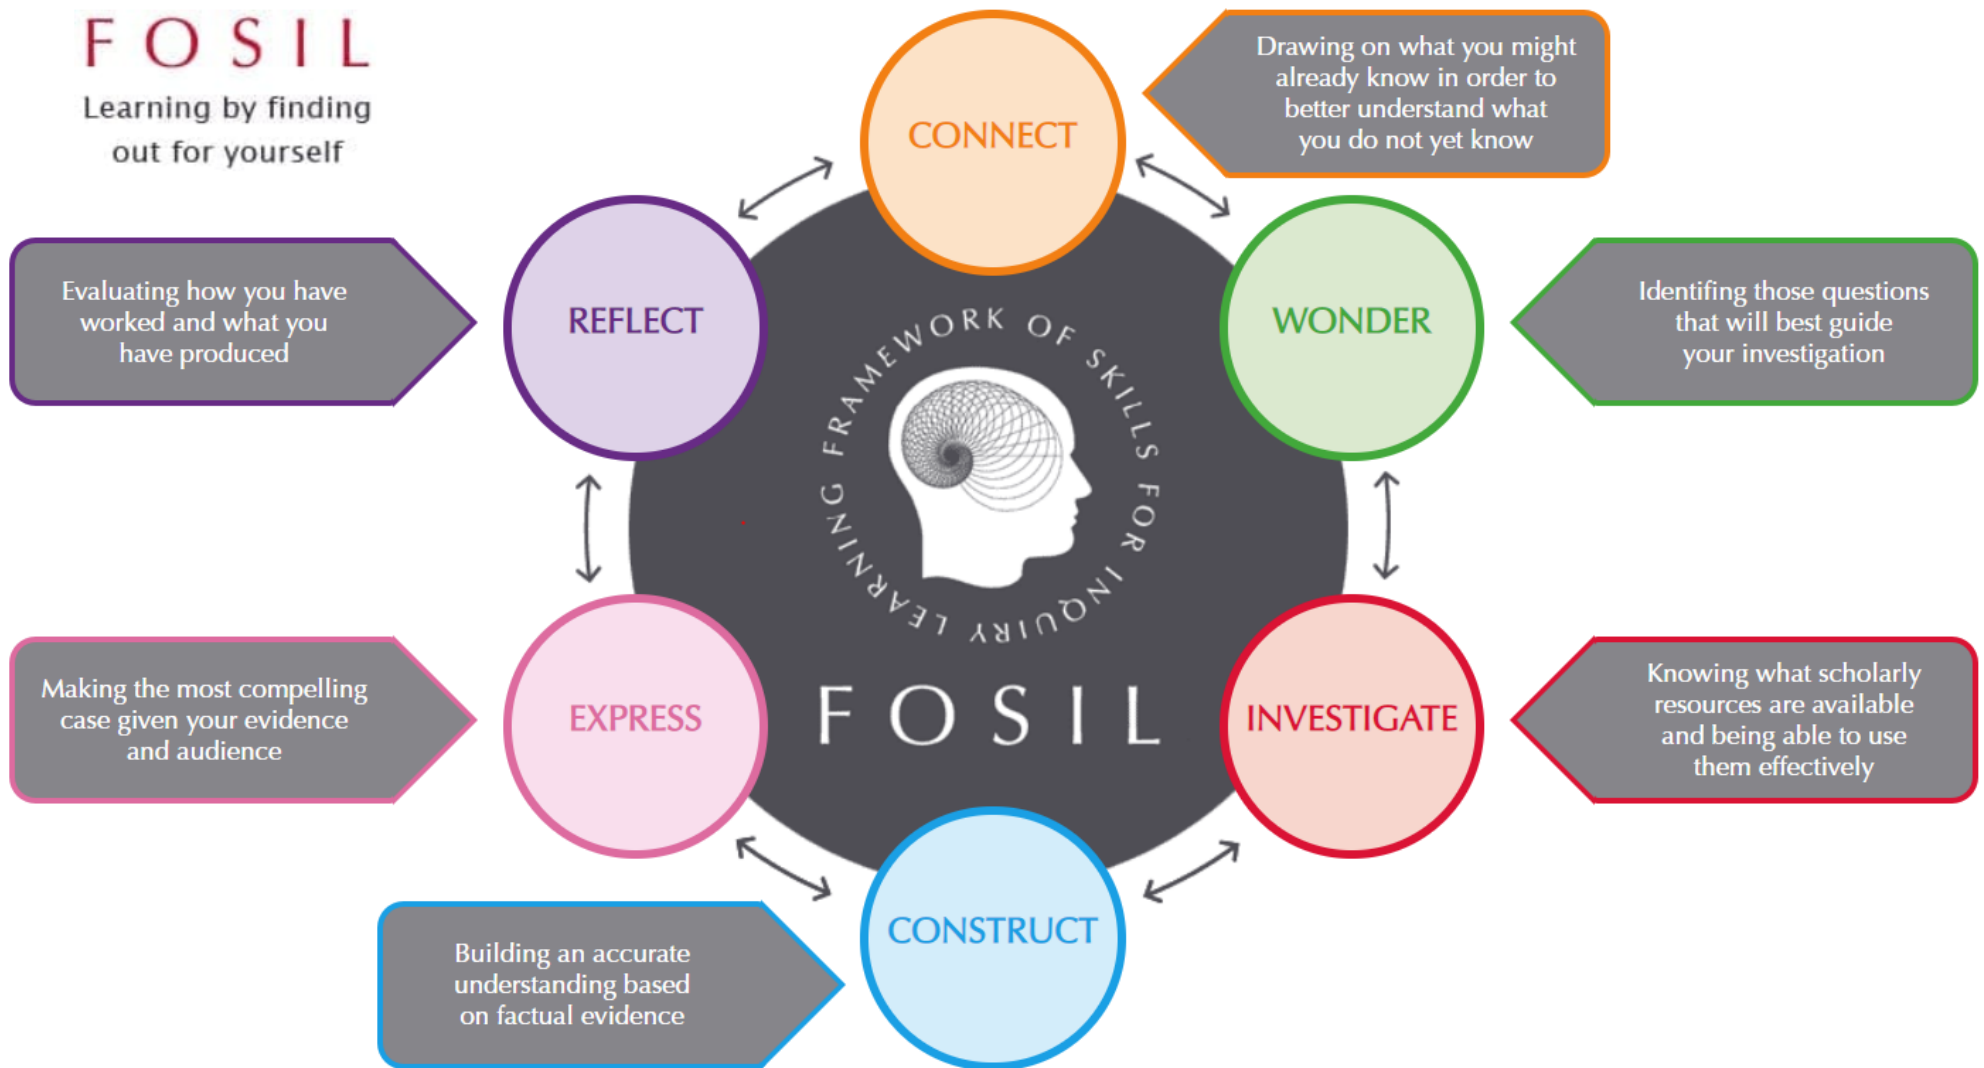 FOSIL
Learning by finding
out for yourself
CONNECT
Drawing on what you might
already know in order to
better understand what
you do not yet know
WONDER
Identifing those questions
that will best guide
your investigation
INVESTIGATE
Knowing what scholarly
resources are available
and being able to use
them effectively
CONSTRUCT
Building an accurate
understanding based
on factual evidence
EXPRESS
Making the most compelling
case given your evidence
and audience
REFLECT
Evaluating how you have
worked and what you
have produced
FRAMEWORK OF SKILLS FOR INQUIRY LEARNING
FOSIL